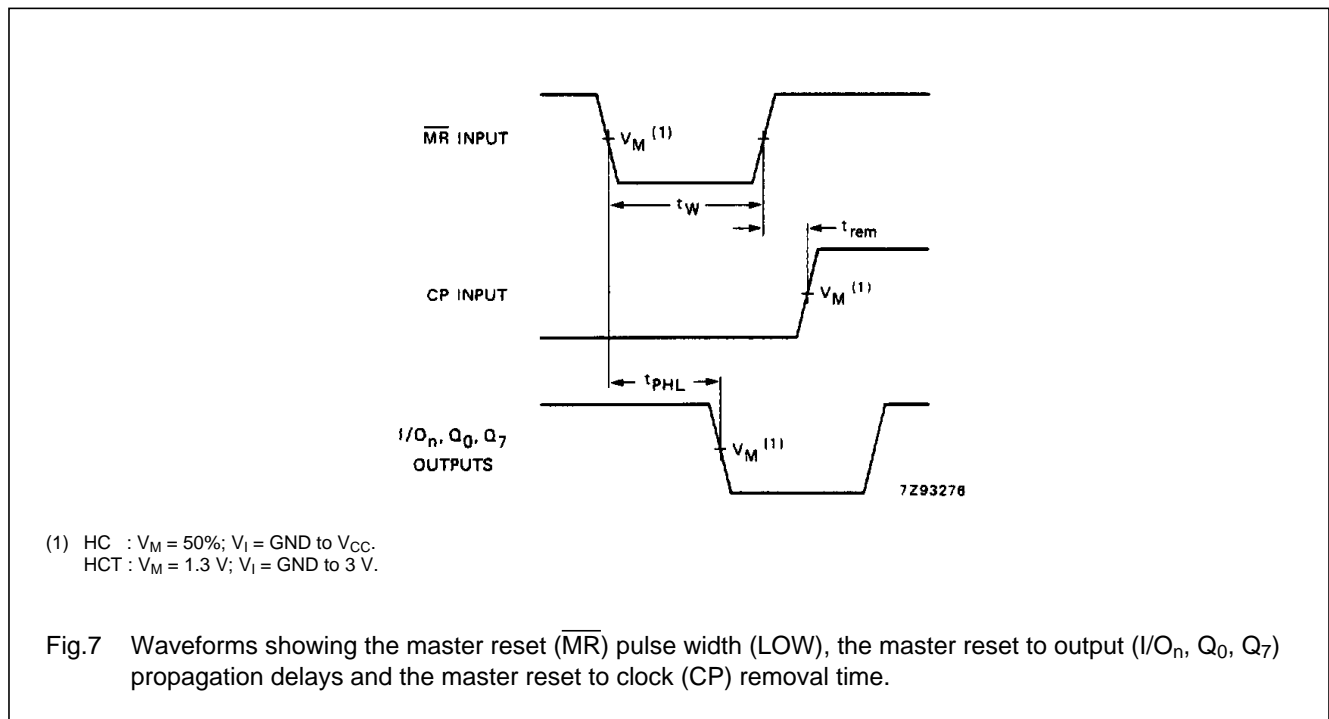 M̅R̅ INPUT
V_M (1)
t_W
t_rem
CP INPUT
V_M (1)
t_PHL
I/O_n, Q_0, Q_7
OUTPUTS
V_M (1)
7Z93276
(1) HC : V_M = 50%; V_I = GND to V_CC.
HCT : V_M = 1.3 V; V_I = GND to 3 V.
Fig.7 Waveforms showing the master reset (M̅R̅) pulse width (LOW), the master reset to output (I/O_n, Q_0, Q_7)
propagation delays and the master reset to clock (CP) removal time.